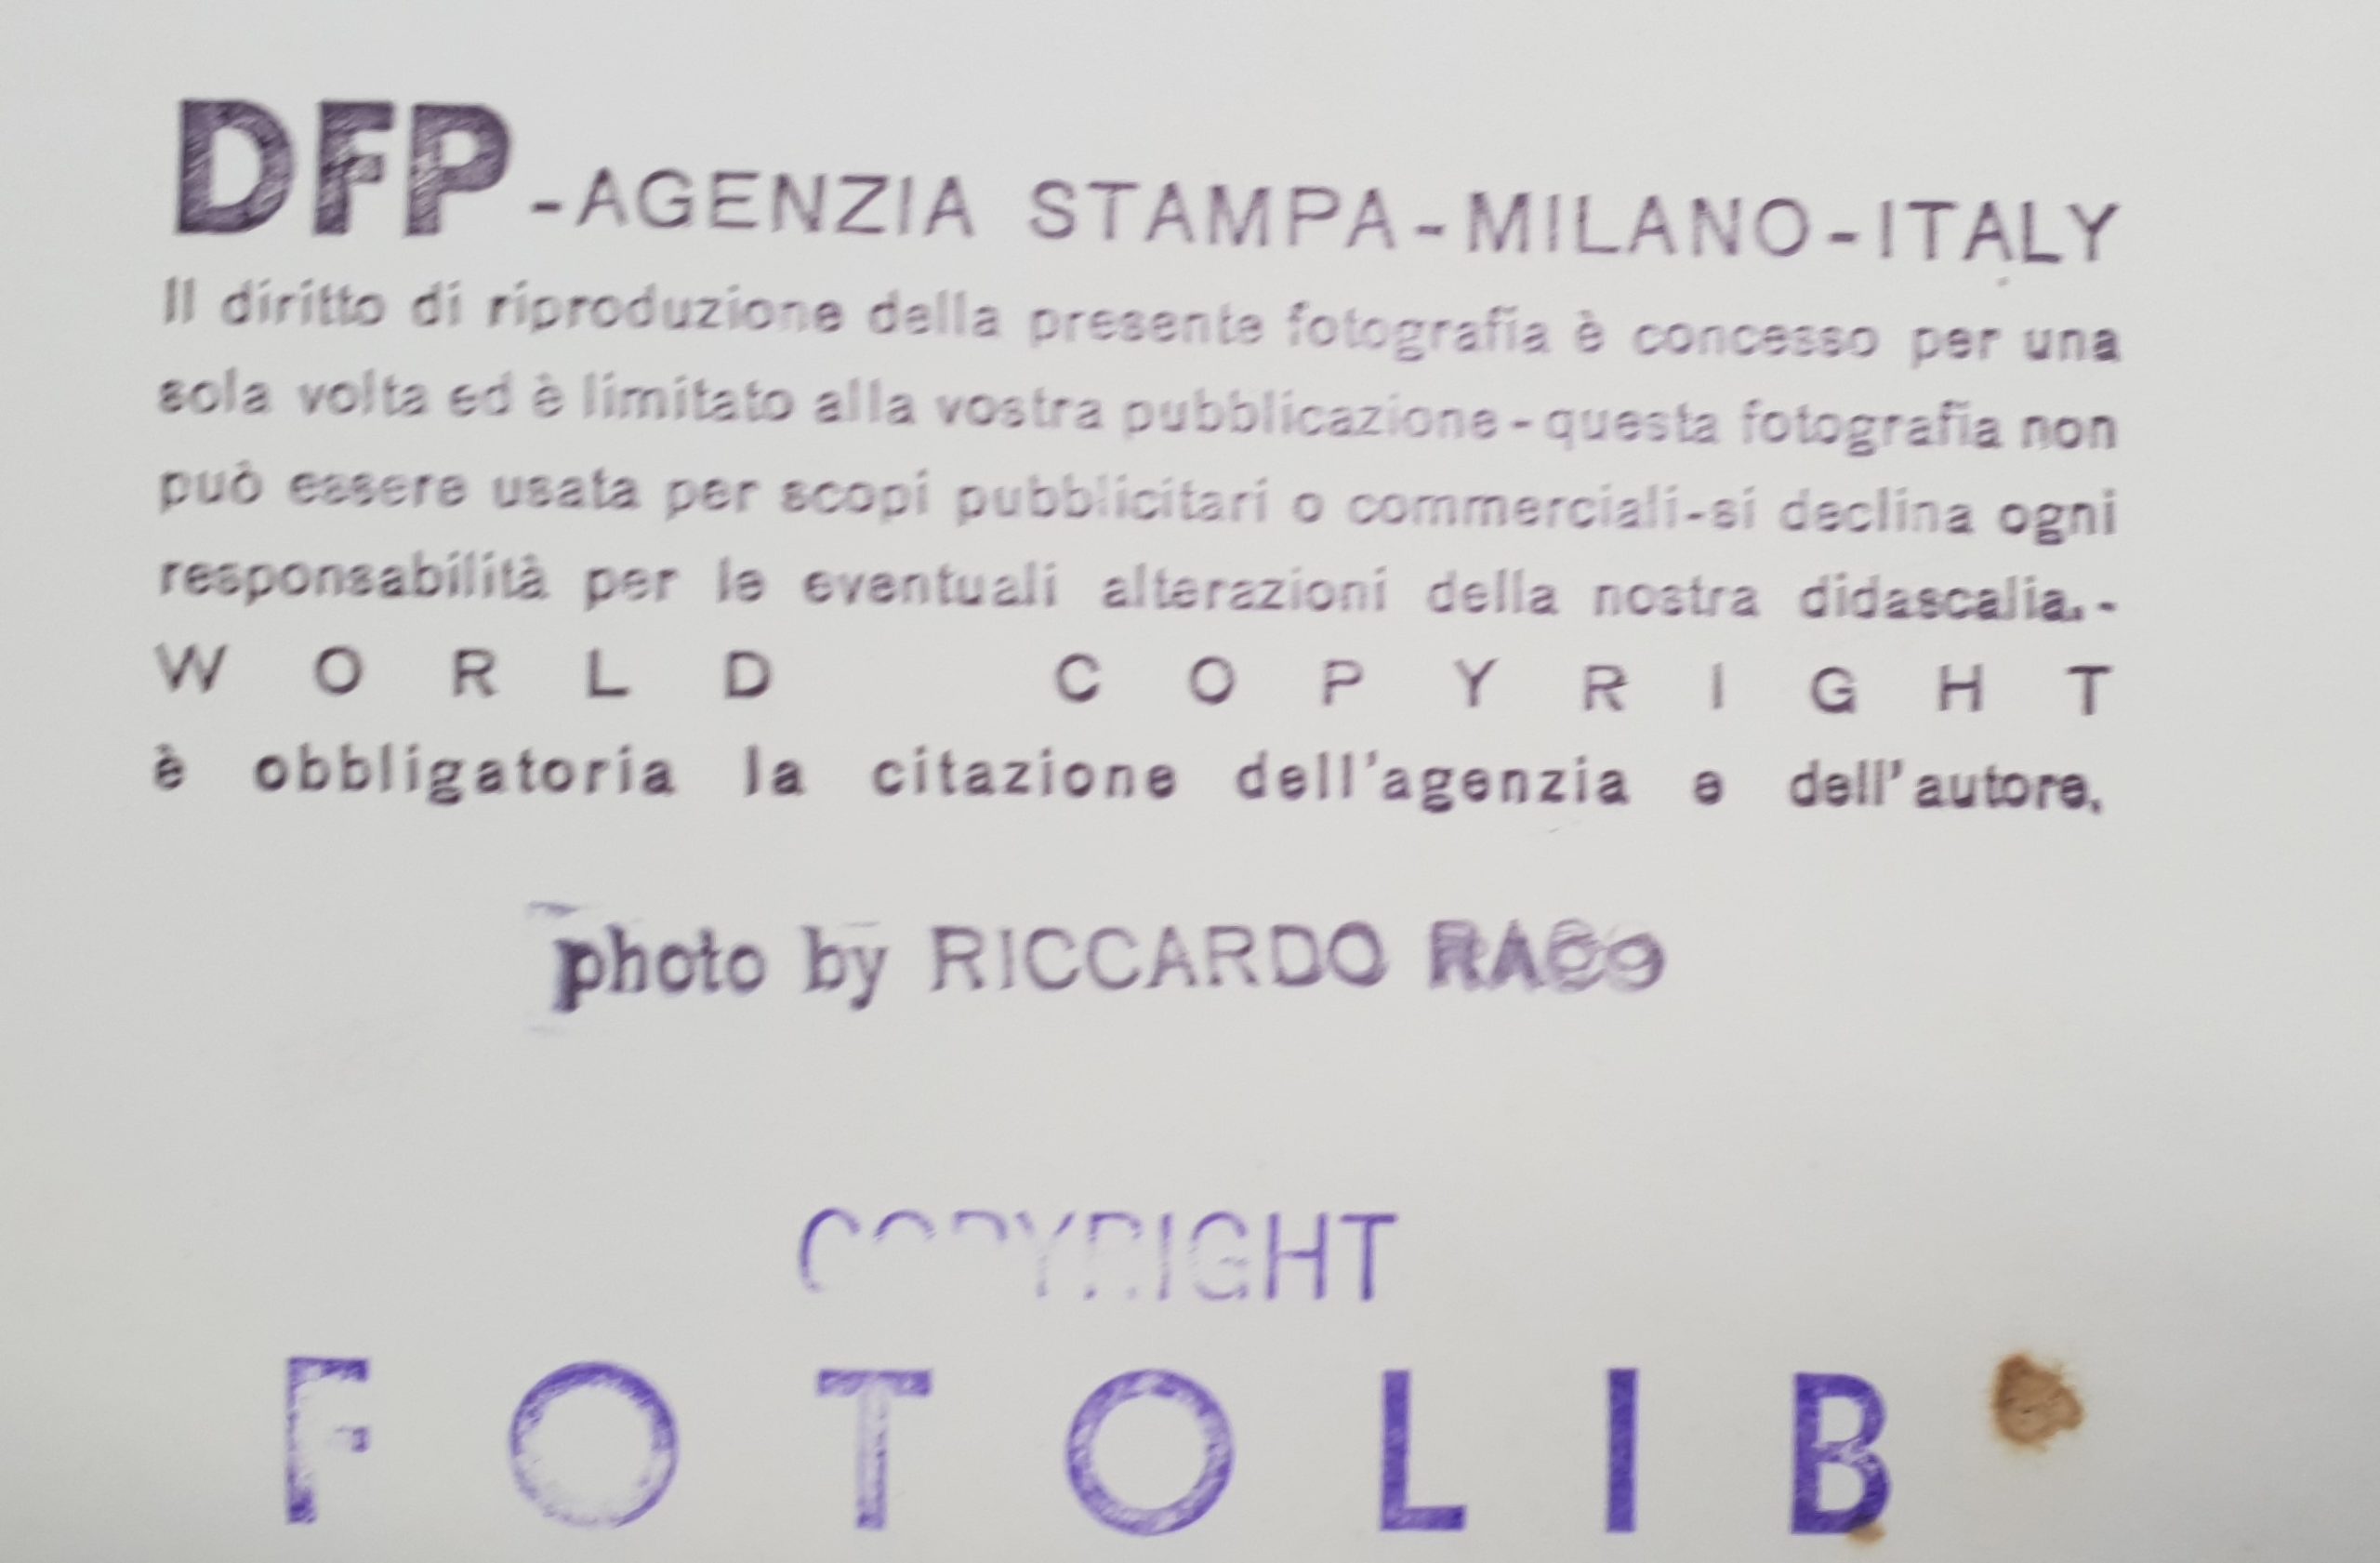 DFP-AGENZIA STAMPA-MILANO-ITALY
Il diritto di riproduzione della presente fotografia è concesso per una
sola volta ed è limitato alla vostra pubblicazione-questa fotografia non
può essere usata per scopi pubblicitari o commerciali-si declina ogni
responsabilità per le eventuali alterazioni della nostra didascalia.-
WORLD COPYRIGHT
è obbligatoria la citazione dell'agenzia e dell'autore.
photo by RICCARDO
COPYRIGHT
FOTOLIB